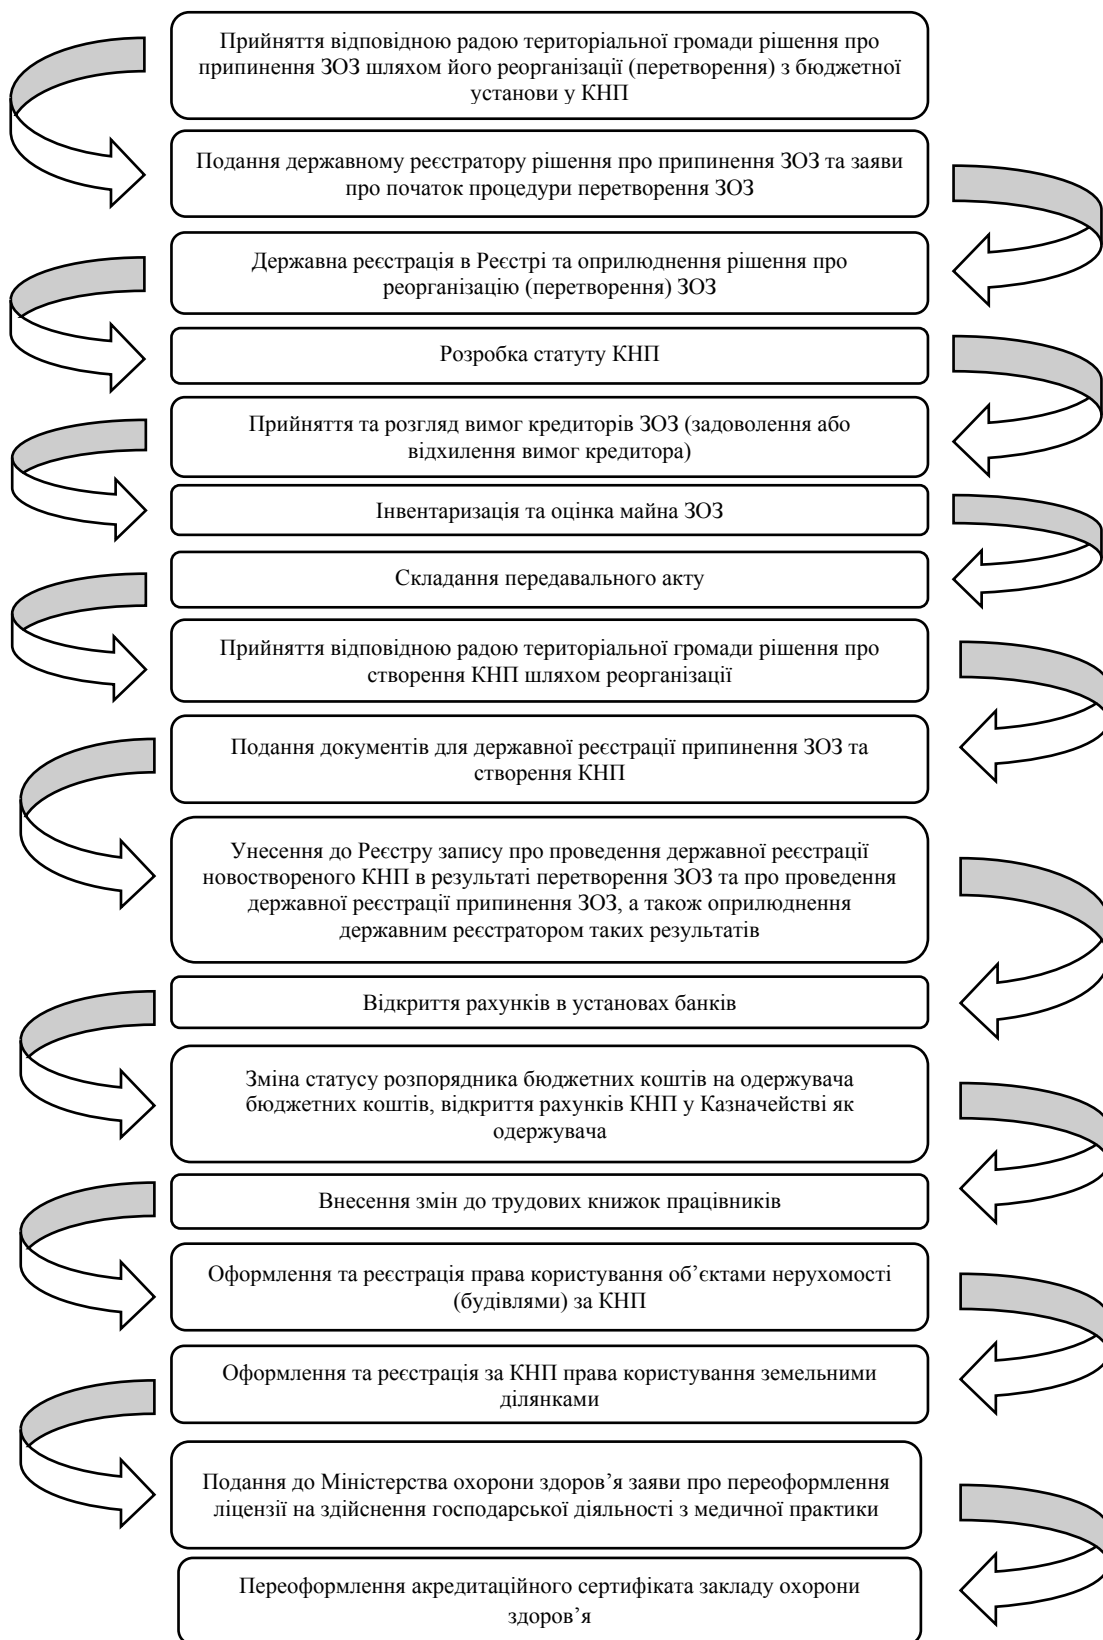 Прийняття відповідною радою територіальної громади рішення про
припинення ЗОЗ шляхом його реорганізації (перетворення) з бюджетної
установи у КНП
Подання державному реєстратору рішення про припинення ЗОЗ та заяви
про початок процедури перетворення ЗОЗ
Державна реєстрація в Реєстрі та оприлюднення рішення про
реорганізацію (перетворення) ЗОЗ
Розробка статуту КНП
Прийняття та розгляд вимог кредиторів ЗОЗ (задоволення або
відхилення вимог кредитора)
Інвентаризація та оцінка майна ЗОЗ
Складання передавального акту
Прийняття відповідною радою територіальної громади рішення про
створення КНП шляхом реорганізації
Подання документів для державної реєстрації припинення ЗОЗ та
створення КНП
Унесення до Реєстру запису про проведення державної реєстрації
новоствореного КНП в результаті перетворення ЗОЗ та про проведення
державної реєстрації припинення ЗОЗ, а також оприлюднення
державним реєстратором таких результатів
Відкриття рахунків в установах банків
Зміна статусу розпорядника бюджетних коштів на одержувача
бюджетних коштів, відкриття рахунків КНП у Казначействі як
одержувача
Внесення змін до трудових книжок працівників
Оформлення та реєстрація права користування об’єктами нерухомості
(будівлями) за КНП
Оформлення та реєстрація за КНП права користування земельними
ділянками
Подання до Міністерства охорони здоров’я заяви про переоформлення
ліцензії на здійснення господарської діяльності з медичної практики
Переоформлення акредитаційного сертифіката закладу охорони
здоров’я